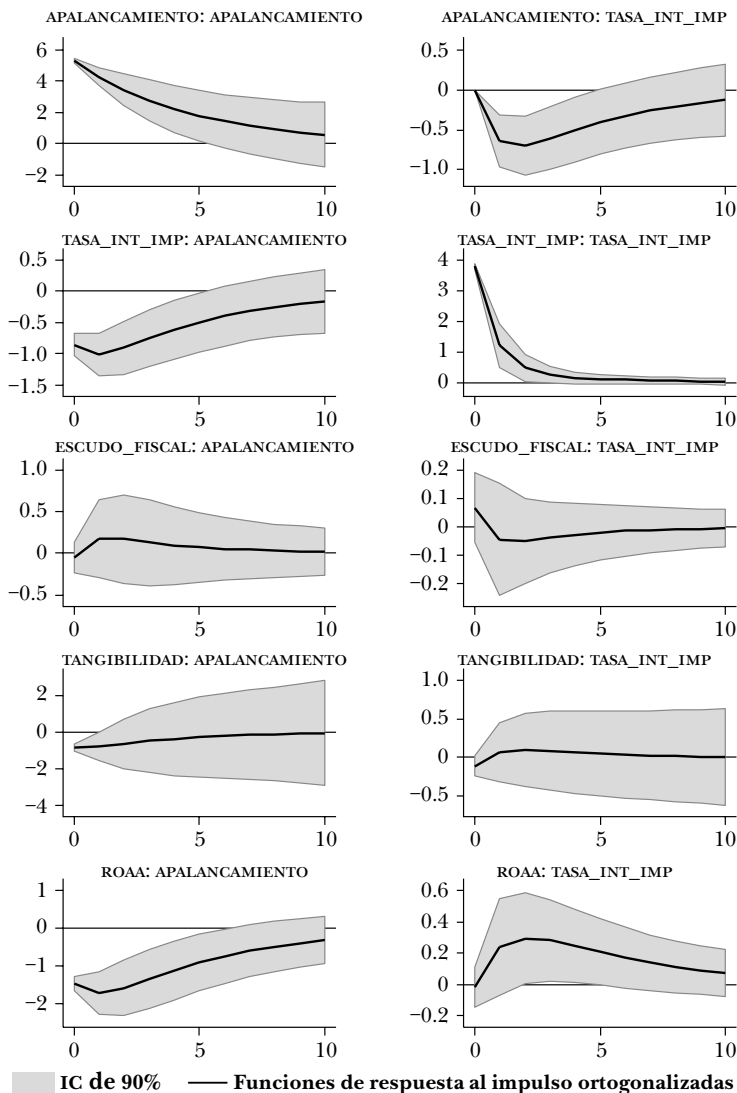 APALANCAMIENTO: APALANCAMIENTO
6
4
2
0
−2
0 5 10
APALANCAMIENTO: TASA_INT_IMP
0.5
0
−0.5
−1.0
0 5 10
TASA_INT_IMP: APALANCAMIENTO
0.5
0
−0.5
−1.0
−1.5
0 5 10
TASA_INT_IMP: TASA_INT_IMP
4
3
2
1
0
0 5 10
ESCUDO_FISCAL: APALANCAMIENTO
1.0
0.5
0
−0.5
0 5 10
ESCUDO_FISCAL: TASA_INT_IMP
0.2
0.1
0
−0.1
−0.2
0 5 10
TANGIBILIDAD: APALANCAMIENTO
2
0
−2
−4
0 5 10
TANGIBILIDAD: TASA_INT_IMP
1.0
0.5
0
−0.5
0 5 10
ROAA: APALANCAMIENTO
1
0
−1
−2
0 5 10
ROAA: TASA_INT_IMP
0.6
0.4
0.2
0
−0.2
0 5 10
IC de 90% Funciones de respuesta al impulso ortogonalizadas